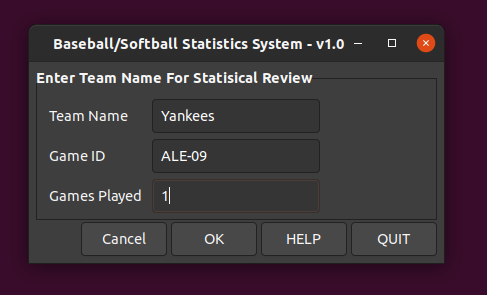 Baseball/Softball Statistics System - v1.0
Enter Team Name For Statisical Review
Team Name Yankees
Game ID ALE-09
Games Played 1
Cancel OK HELP QUIT